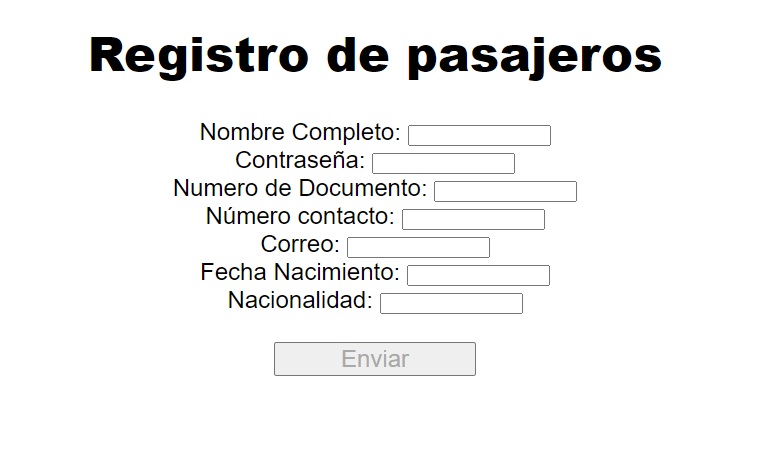 Registro de pasajeros
Nombre Completo:
Contraseña:
Numero de Documento:
Número contacto:
Correo:
Fecha Nacimiento:
Nacionalidad:
Enviar